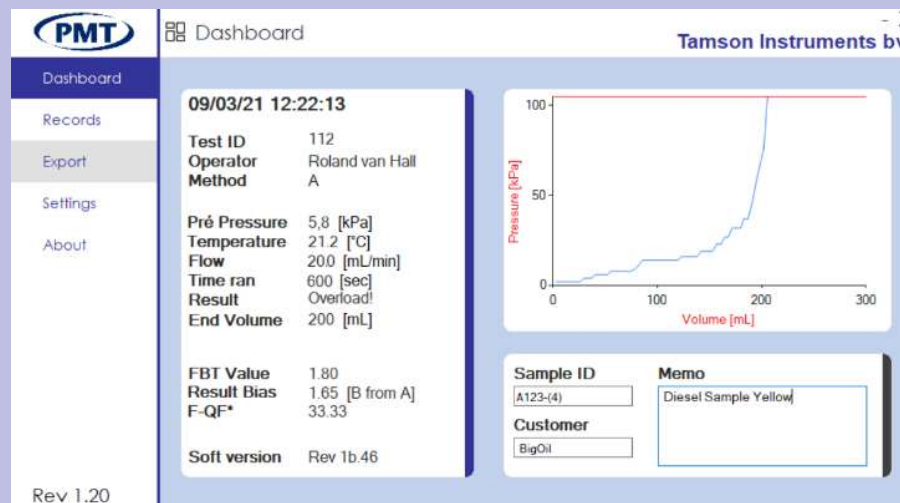 PMT
Dashboard
Tamson Instruments bv
Dashboard
Records
Export
Settings
About
Rev 1.20
09/03/21 12:22:13
Test ID 112
Operator Roland van Hall
Method A
Pré Pressure 5,8 [kPa]
Temperature 21.2 [°C]
Flow 20.0 [mL/min]
Time ran 600 [sec]
Result Overload!
End Volume 200 [mL]
FBT Value 1.80
Result Bias 1.65 [B from A]
F-QF* 33.33
Soft version Rev 1b.46
100
50
0
Pressure [kPa]
0 100 200 300
Volume [mL]
Sample ID
A123-(4)
Customer
BigOil
Memo
Diesel Sample Yellow